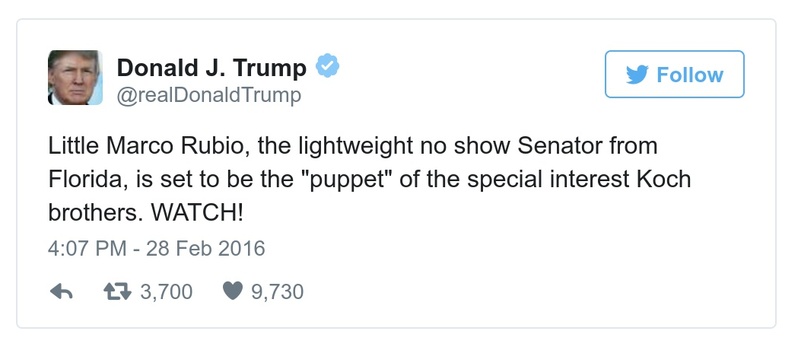 Donald J. Trump
@realDonaldTrump
Follow
Little Marco Rubio, the lightweight no show Senator from
Florida, is set to be the "puppet" of the special interest Koch
brothers. WATCH!
4:07 PM - 28 Feb 2016
3,700 9,730